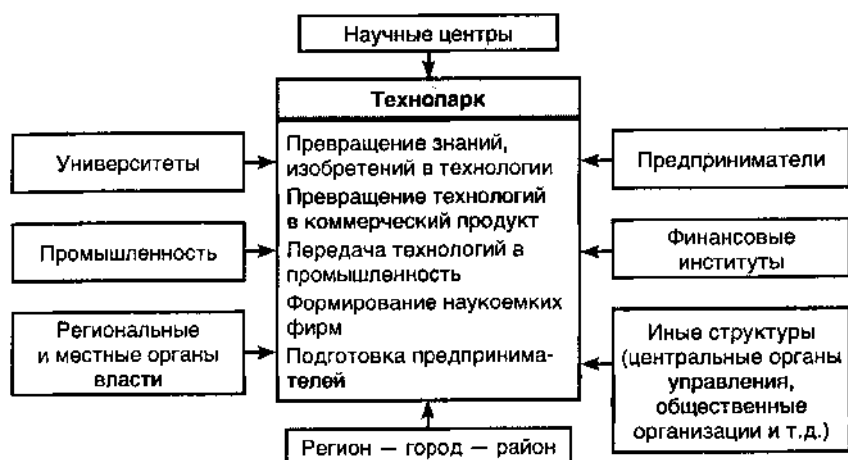 Научные центры
Технопарк
Превращение знаний,
изобретений в технологии
Превращение технологий
в коммерческий продукт
Передача технологий в
промышленность
Формирование наукоемких
фирм
Подготовка предпринима-
телей
Университеты
Промышленность
Региональные
и местные органы
власти
Предприниматели
Финансовые
институты
Иные структуры
(центральные органы
управления,
общественные
организации и т.д.)
Регион — город — район